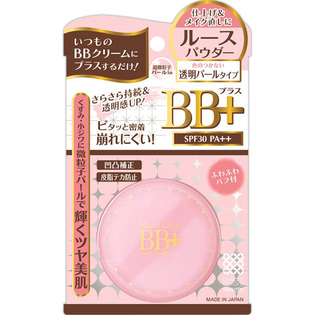 いつもの
BBクリームに
プラスするだけ!
仕上げ&
メイク直しに
ルース
パウダー
色のつかない
透明パールタイプ
超微粒子
パール
さらさら持続&
透明感UP!
プラス
BB+
SPF30 PA++
ピタッと密着
崩れにくい!
くすみ・小ジワに微粒子パールで輝くツヤ美肌
凹凸補正
皮脂テカ防止
ふわふわ
パフ付
BB+
MADE IN JAPAN